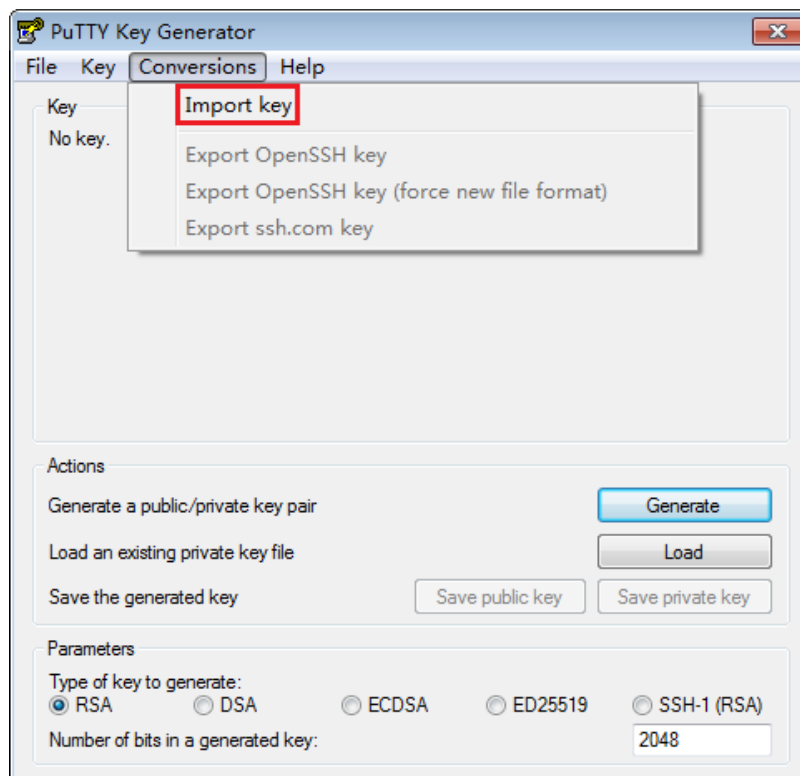 PuTTY Key Generator
File Key Conversions Help
Key
Import key
No key.
Export OpenSSH key
Export OpenSSH key (force new file format)
Export ssh.com key
Actions
Generate a public/private key pair
Generate
Load an existing private key file
Load
Save the generated key
Save public key
Save private key
Parameters
Type of key to generate:
RSA DSA ECDSA ED25519 SSH-1 (RSA)
Number of bits in a generated key:
2048